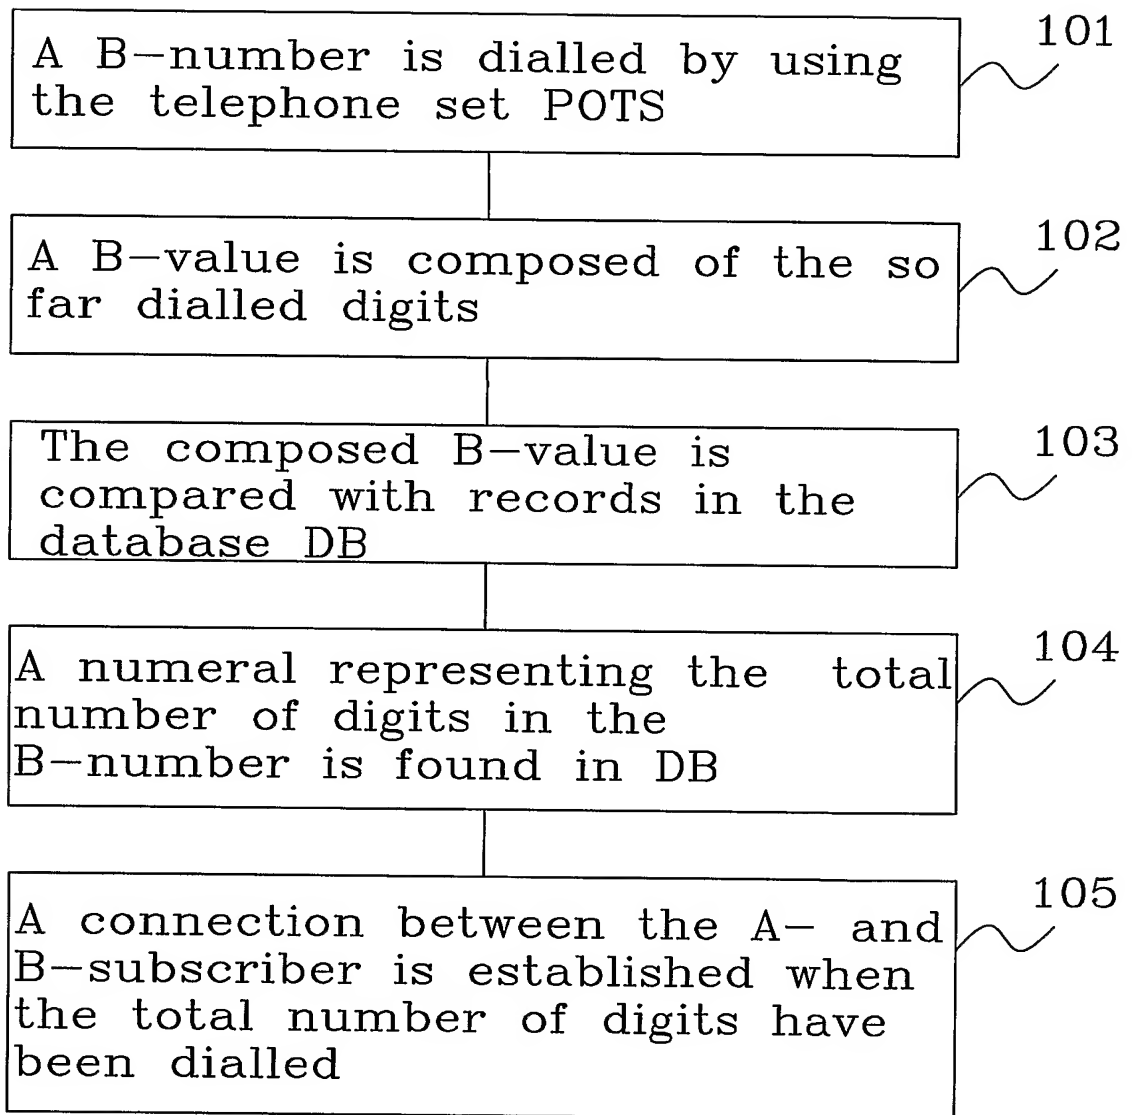 A B-number is dialled by using
the telephone set POTS
101
A B-value is composed of the so
far dialled digits
102
The composed B-value is
compared with records in the
database DB
103
A numeral representing the total
number of digits in the
B-number is found in DB
104
A connection between the A- and
B-subscriber is established when
the total number of digits have
been dialled
105